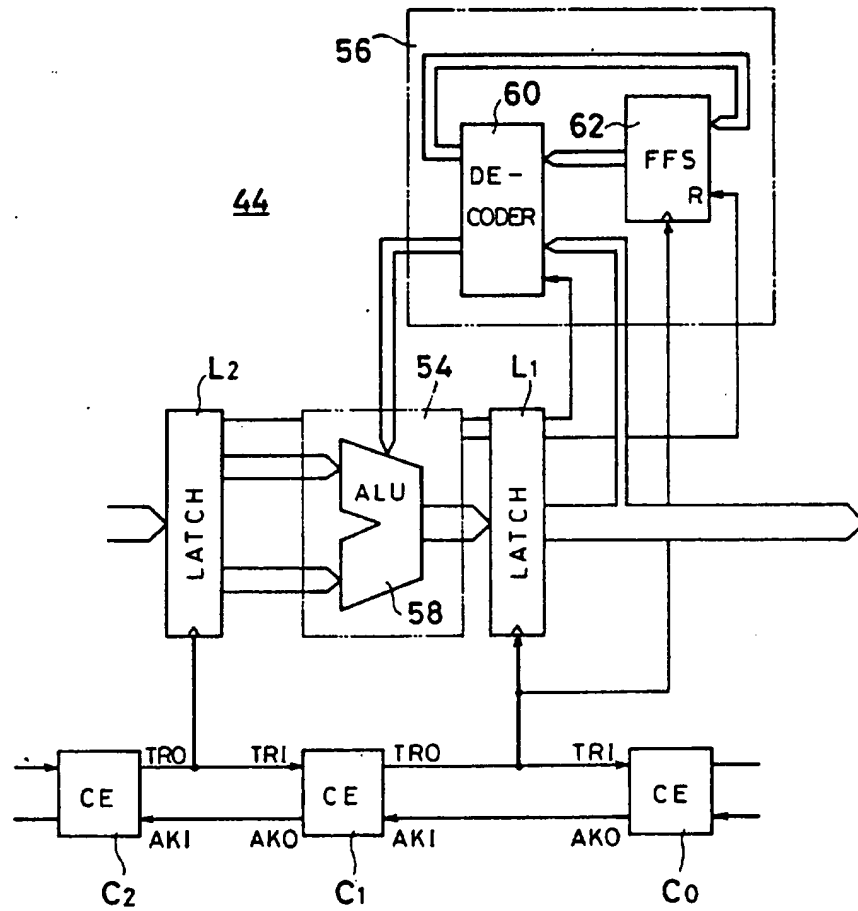 56
60
62
DE-
CODER
FFS
R
44
L2
54
L1
LATCH
ALU
LATCH
58
TRO
TRI
TRO
TRI
CE
CE
CE
AKI
AKO
AKI
AKO
C2
C1
C0